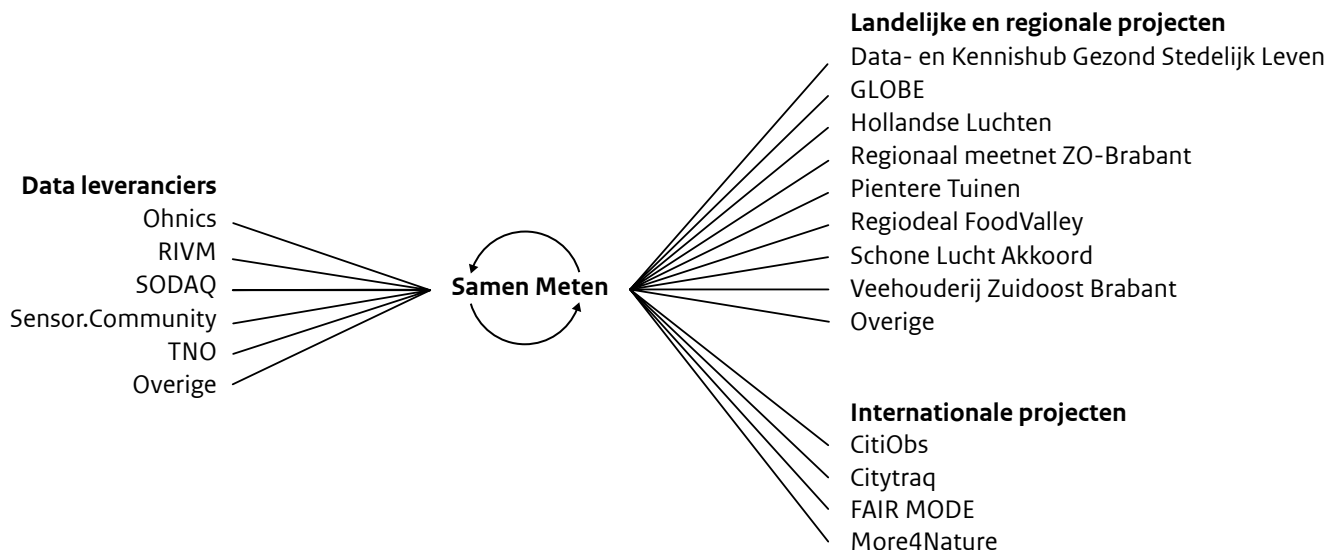 Data leveranciers
Ohnics
RIVM
SODAQ
Sensor.Community
TNO
Overige
Samen Meten
Landelijke en regionale projecten
Data- en Kennishub Gezond Stedelijk Leven
GLOBE
Hollandse Luchten
Regionaal meetnet ZO-Brabant
Pientere Tuinen
Regiodeal FoodValley
Schone Lucht Akkoord
Veehouderij Zuidoost Brabant
Overige
Internationale projecten
CitiObs
Citytraq
FAIR MODE
More4Nature